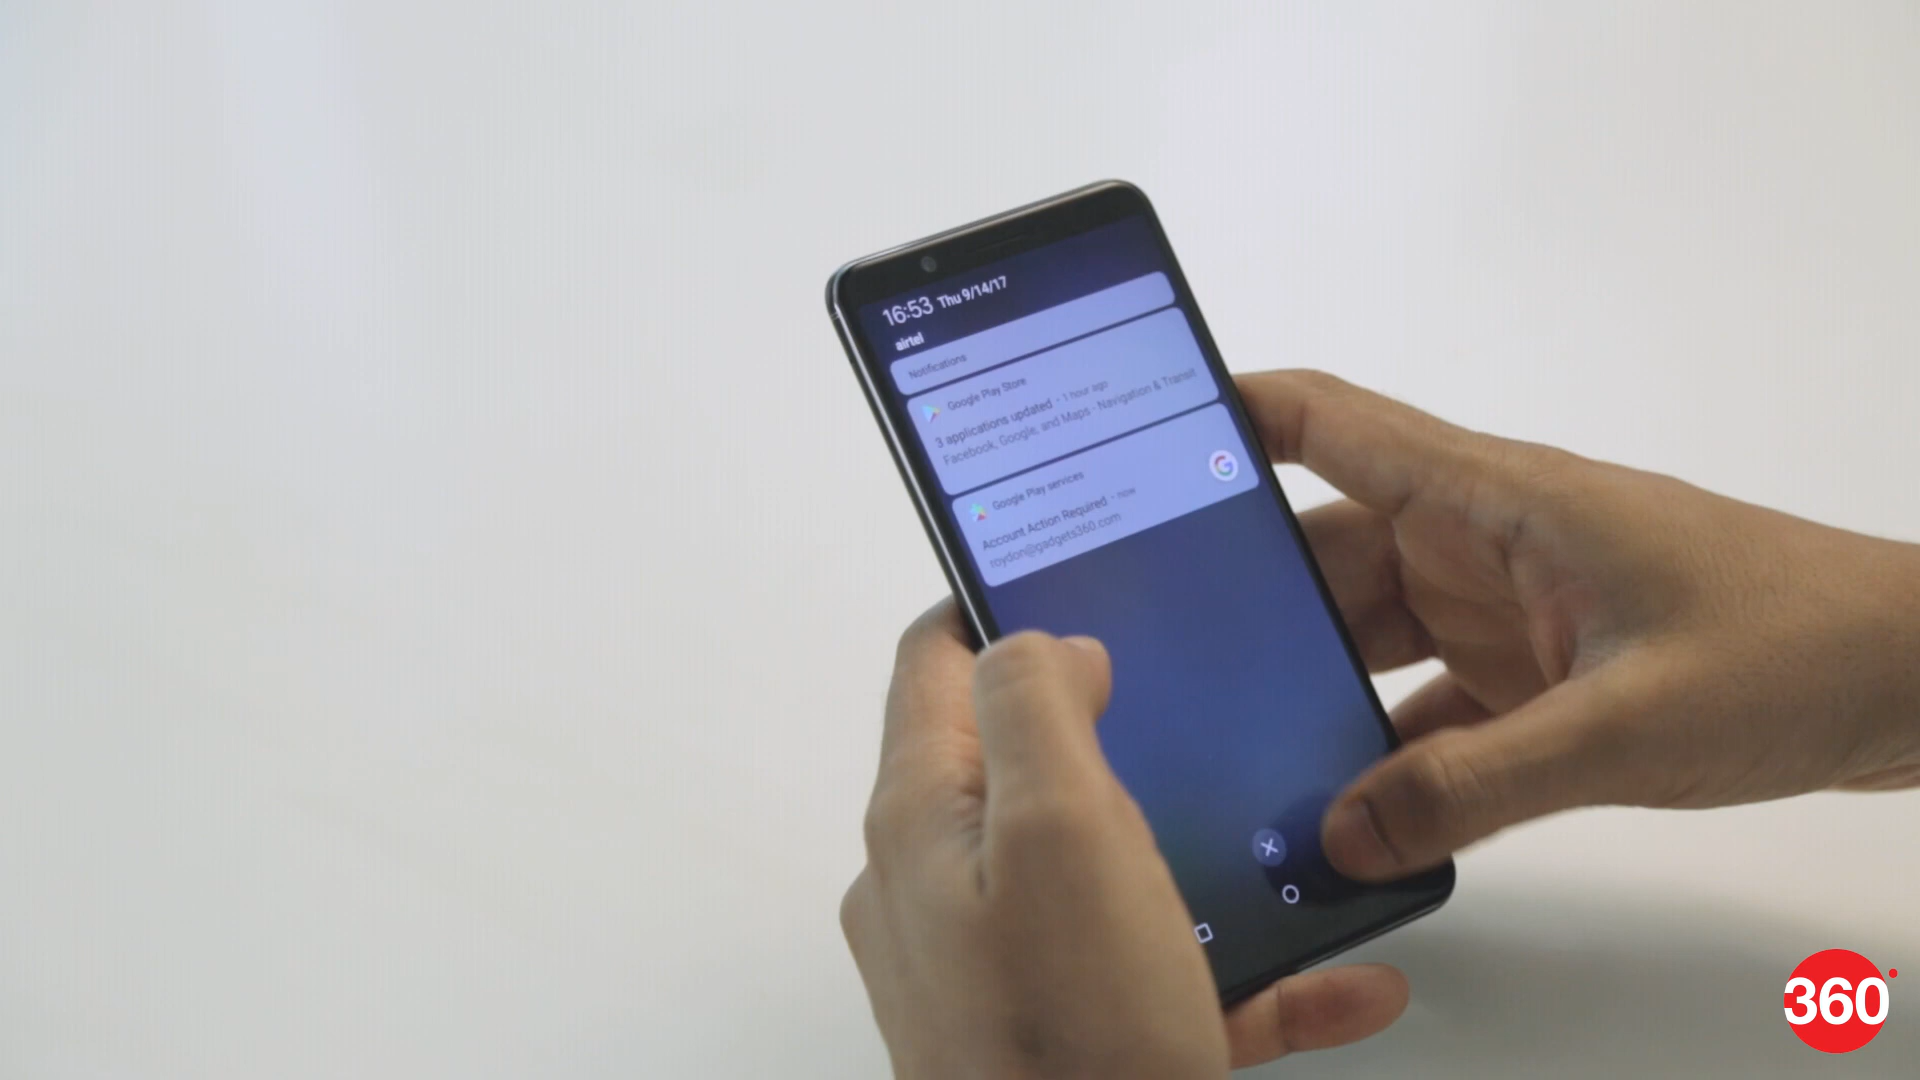 16:53 Thu 9/14/17
airtel
Notifications
Google Play Store
3 applications updated · 1 hour ago
Facebook, Google, and Maps - Navigation & Transit
Google Play services
Account Action Required · now
roydon@gadgets360.com
G
360